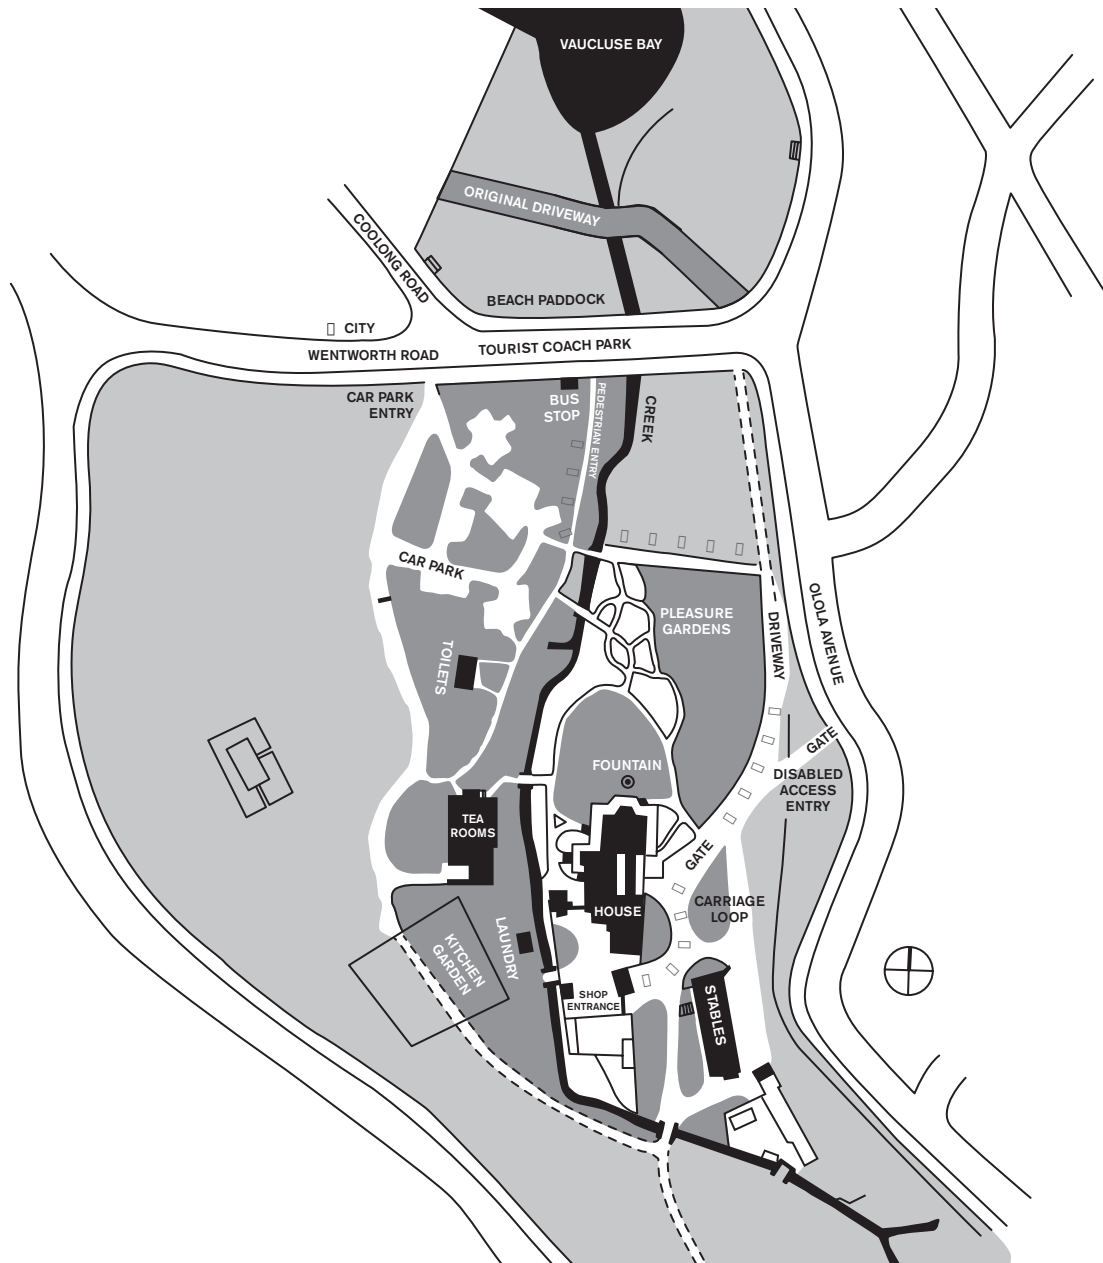 VAUCLUSE BAY
ORIGINAL DRIVEWAY
COOLONG ROAD
BEACH PADDOCK
CITY
WENTWORTH ROAD
TOURIST COACH PARK
CAR PARK
ENTRY
BUS
STOP
PEDESTRIAN ENTRY
CREEK
CAR PARK
PLEASURE
GARDENS
DRIVEWAY
OLOLA AVENUE
TOILETS
GATE
FOUNTAIN
DISABLED
ACCESS
ENTRY
TEA
ROOMS
GATE
HOUSE
CARRIAGE
LOOP
LAUNDRY
KITCHEN
GARDEN
SHOP
ENTRANCE
STABLES